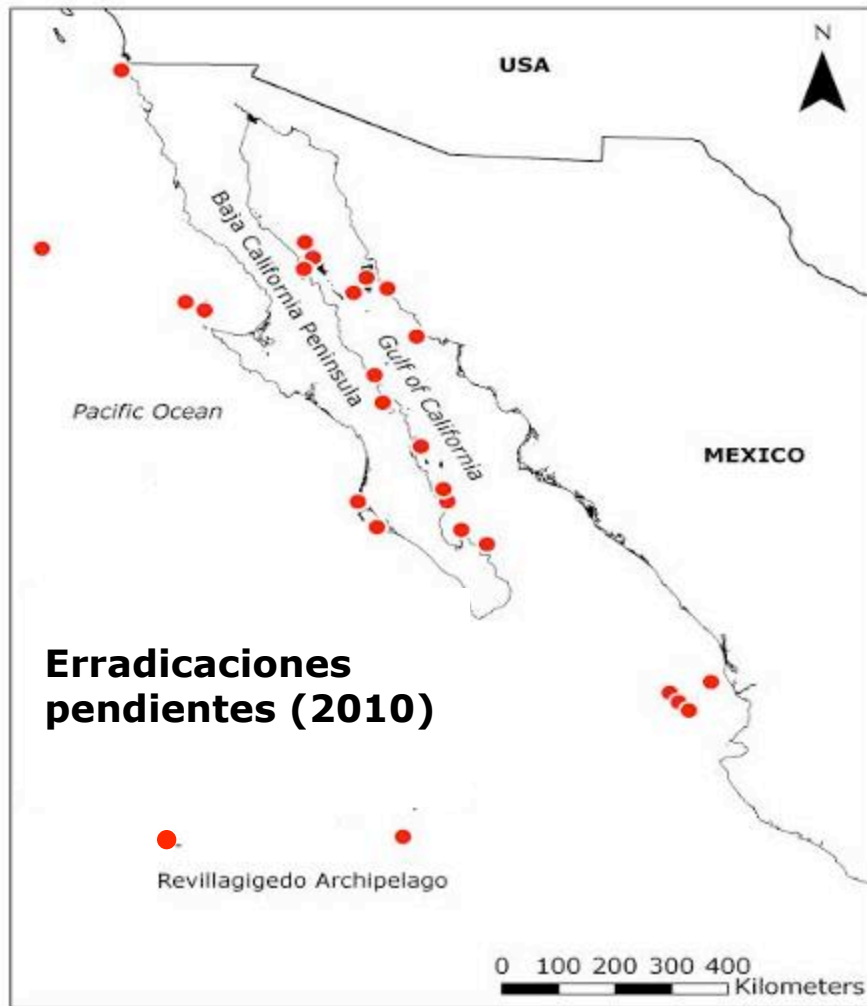 N
USA
Baja California Peninsula
Gulf of California
Pacific Ocean
MEXICO
Erradicaciones
pendientes (2010)
Revillagigedo Archipelago
0 100 200 300 400
Kilometers